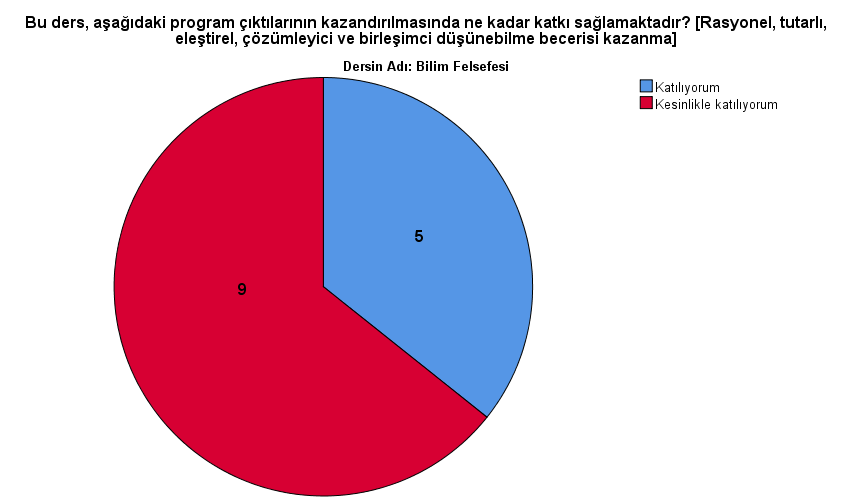 Bu ders, aşağıdaki program çıktılarının kazandırılmasında ne kadar katkı sağlamaktadır? [Rasyonel, tutarlı,
eleştirel, çözümleyici ve birleşimci düşünebilme becerisi kazanma]
Dersin Adı: Bilim Felsefesi
Katılıyorum
Kesinlikle katılıyorum
5
9